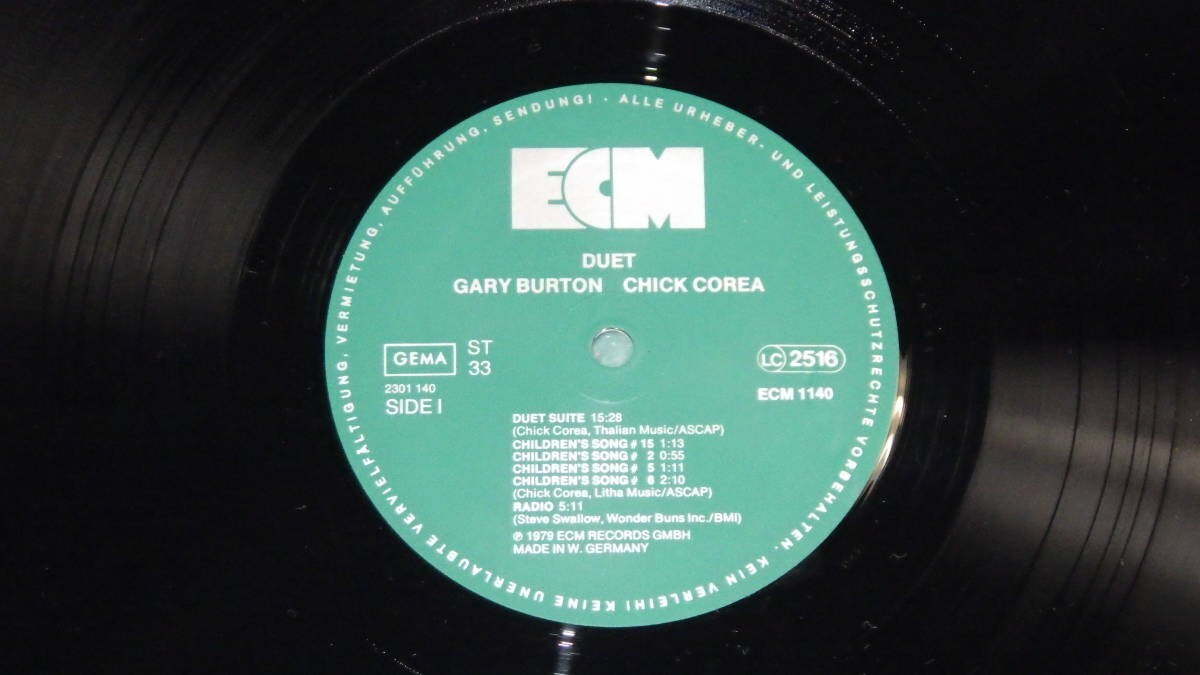 ALLE URHEBER- UND LEISTUNGSSCHUTZRECHTE VORBEHALTEN. KEIN VERLEIH! KEINE UNERLAUBTE VERVIELFÄLTIGUNG, VERMIETUNG, AUFFÜHRUNG, SENDUNG! ·
ECM
DUET
GARY BURTON CHICK COREA
GEMA
ST
33
LC 2516
2301 140
SIDE I
ECM 1140
DUET SUITE 15:28
(Chick Corea, Thalian Music/ASCAP)
CHILDREN'S SONG # 15 1:13
CHILDREN'S SONG # 2 0:55
CHILDREN'S SONG # 5 1:11
CHILDREN'S SONG # 6 2:10
(Chick Corea, Litha Music/ASCAP)
RADIO 5:11
(Steve Swallow, Wonder Buns Inc./BMI)
℗ 1979 ECM RECORDS GMBH
MADE IN W. GERMANY